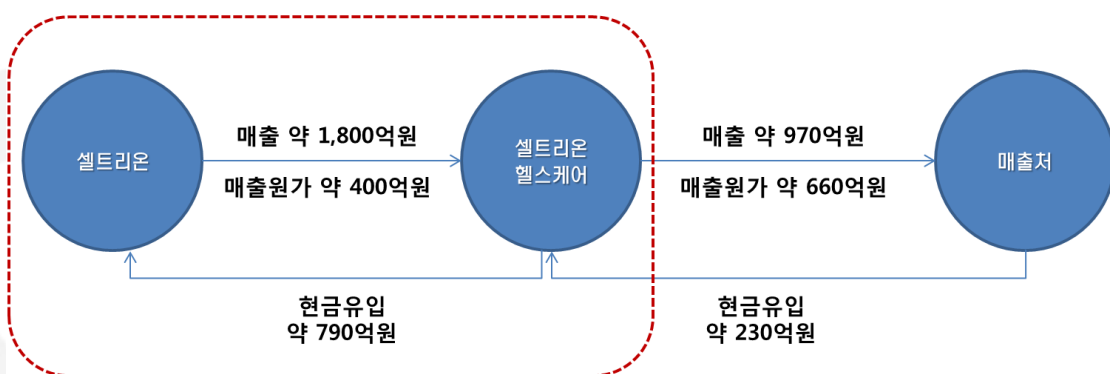 셀트리온
매출 약 1,800억원
매출원가 약 400억원
셀트리온
헬스케어
매출 약 970억원
매출원가 약 660억원
매출처
현금유입
약 790억원
현금유입
약 230억원